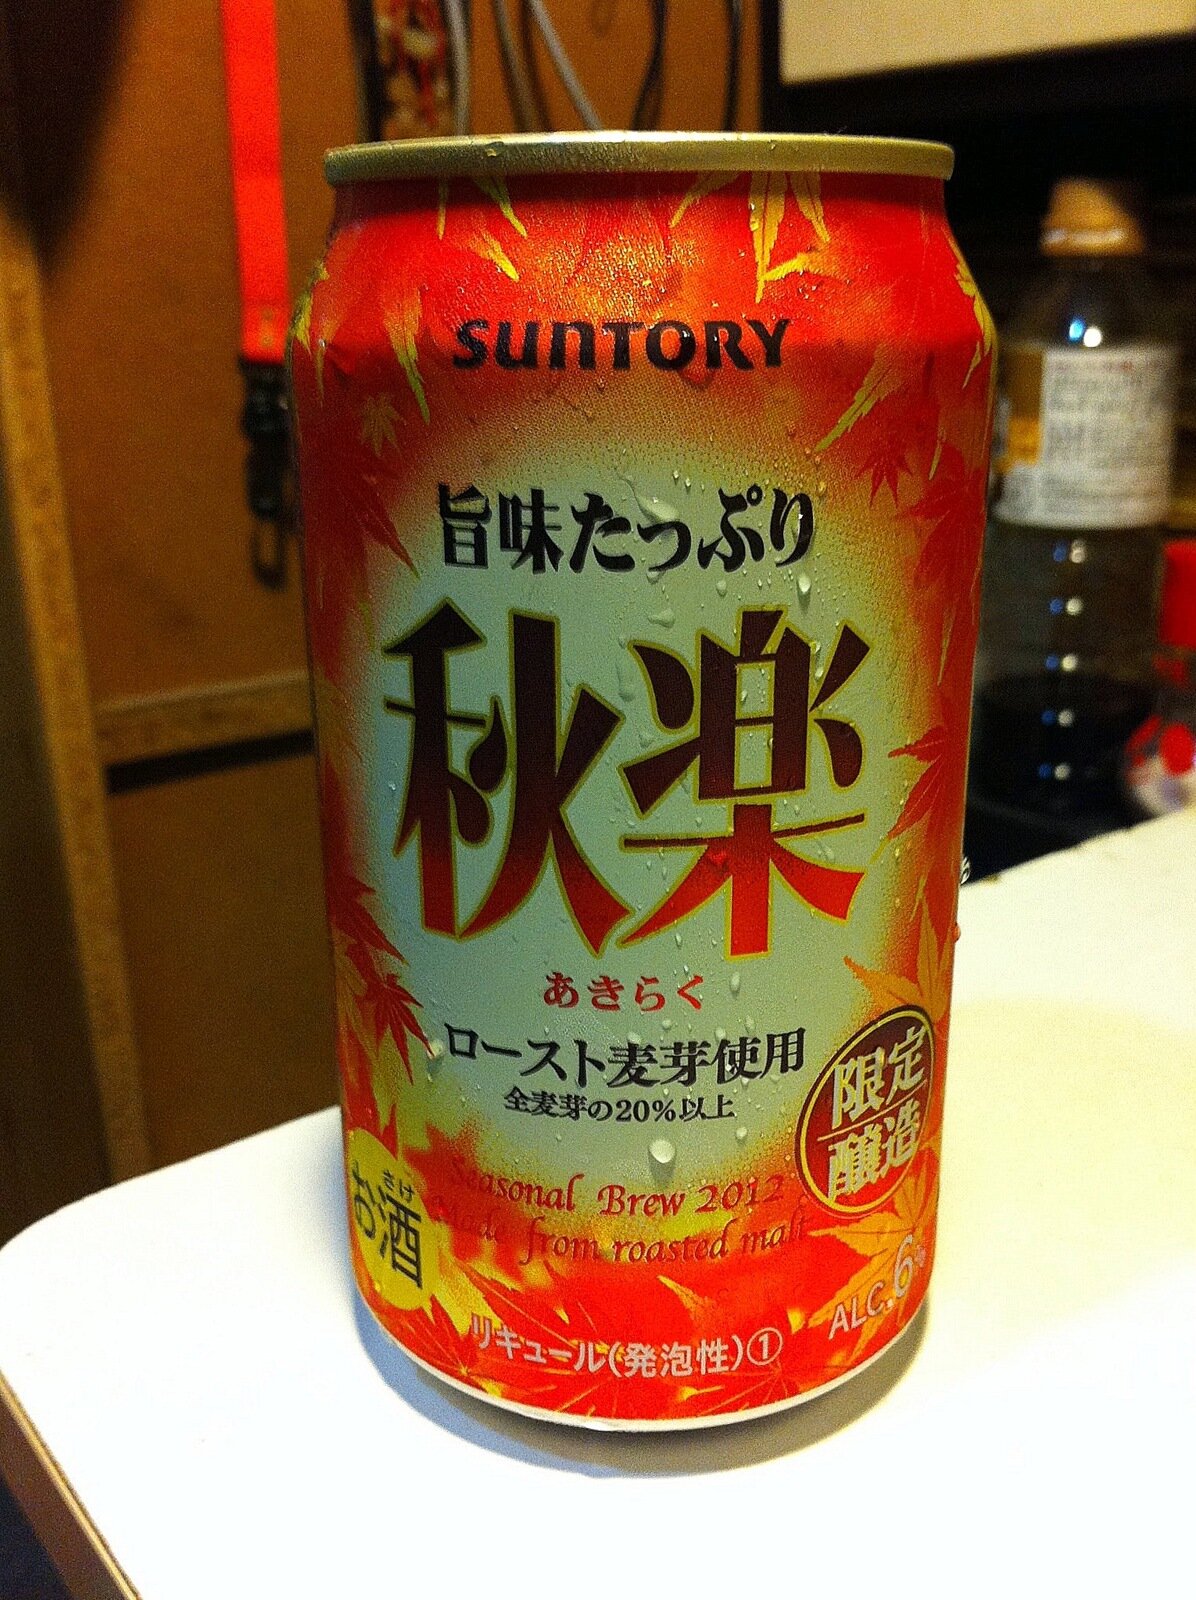 SUNTORY
旨味たっぷり
秋楽
あきらく
ロースト麦芽使用
全麦芽の20%以上
限定
醸造
Seasonal Brew 2012
Made from roasted malt
さけ
お酒
ALC.6%
リキュール(発泡性)①